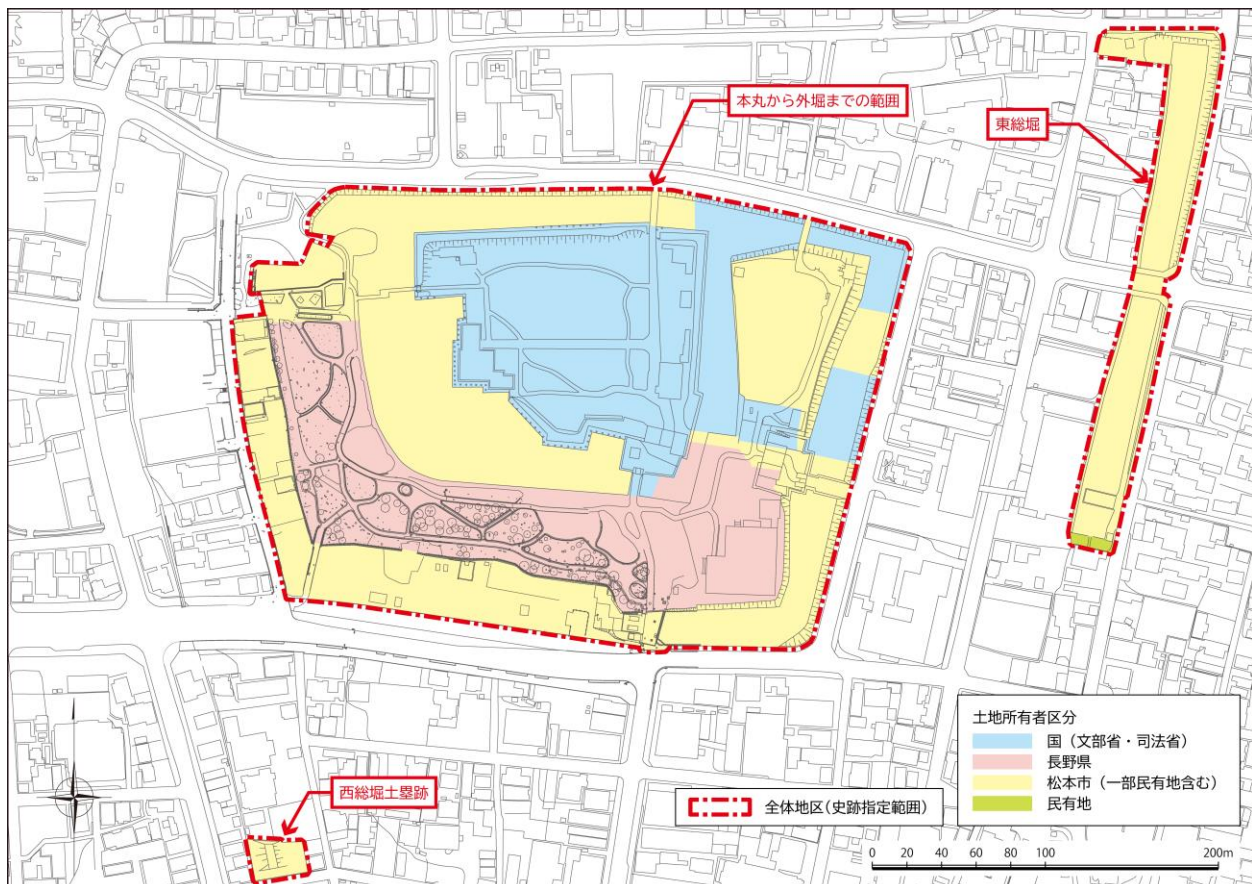 本丸から外堀までの範囲
東総堀
西総堀土塁跡
土地所有者区分
国（文部省・司法省）
長野県
松本市（一部民有地含む）
民有地
全体地区（史跡指定範囲）
0 20 40 60 80 100 200m